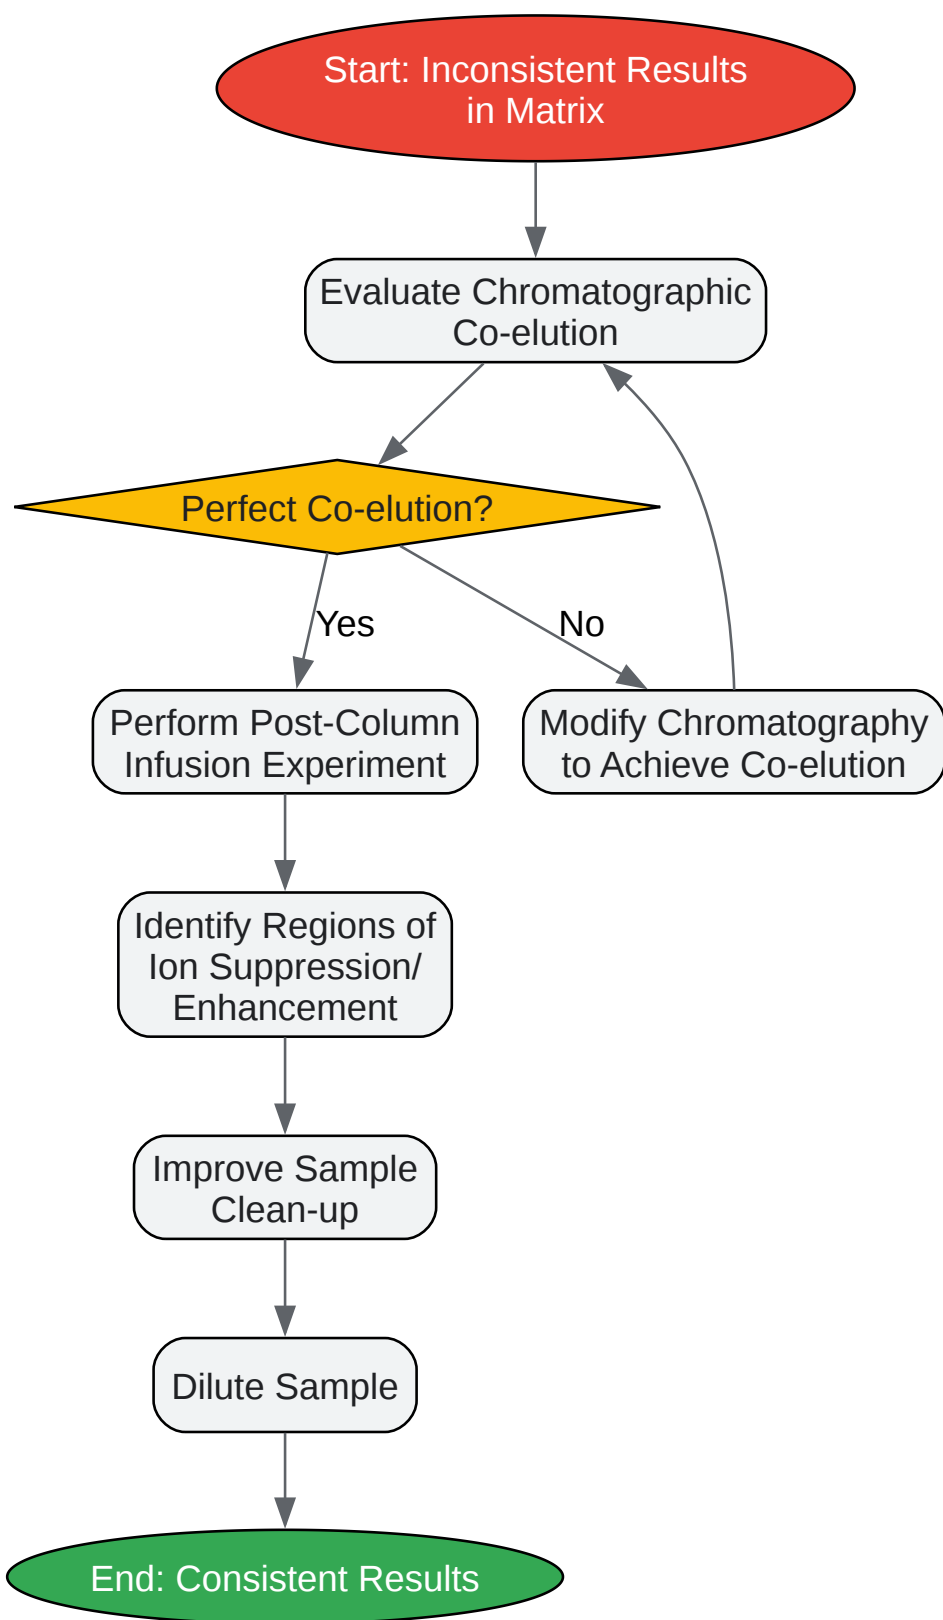 Start: Inconsistent Results
in Matrix
Evaluate Chromatographic
Co-elution
Perfect Co-elution?
Yes
No
Perform Post-Column
Infusion Experiment
Modify Chromatography
to Achieve Co-elution
Identify Regions of
Ion Suppression/
Enhancement
Improve Sample
Clean-up
Dilute Sample
End: Consistent Results